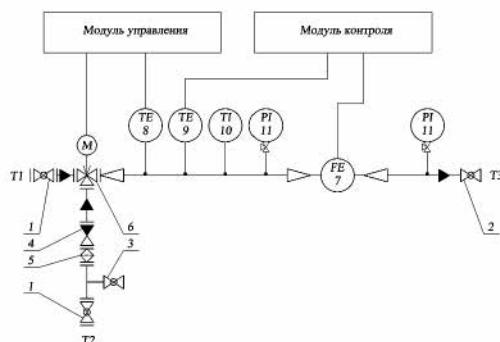 Модуль управления
Модуль контроля
TE
8
TE
9
TI
10
PI
11
PI
11
M
FE
7
T1
T3
1
6
2
4
5
3
1
T2